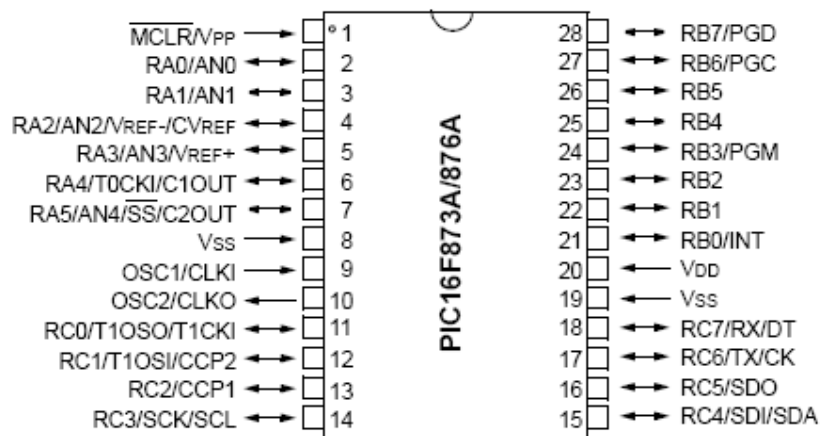 MCLR/VPP 1 28 RB7/PGD
RA0/AN0 2 27 RB6/PGC
RA1/AN1 3 26 RB5
RA2/AN2/VREF-/CVREF 4 25 RB4
RA3/AN3/VREF+ 5 24 RB3/PGM
RA4/T0CKI/C1OUT 6 23 RB2
RA5/AN4/SS/C2OUT 7 22 RB1
VSS 8 21 RB0/INT
OSC1/CLKI 9 20 VDD
OSC2/CLKO 10 19 VSS
RC0/T1OSO/T1CKI 11 18 RC7/RX/DT
RC1/T1OSI/CCP2 12 17 RC6/TX/CK
RC2/CCP1 13 16 RC5/SDO
RC3/SCK/SCL 14 15 RC4/SDI/SDA
PIC16F873A/876A